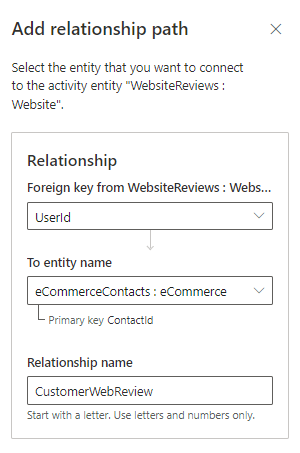 Add relationship path
Select the entity that you want to connect
to the activity entity "WebsiteReviews :
Website".
Relationship
Foreign key from WebsiteReviews : Webs...
UserId
To entity name
eCommerceContacts : eCommerce
Primary key ContactId
Relationship name
CustomerWebReview
Start with a letter. Use letters and numbers only.